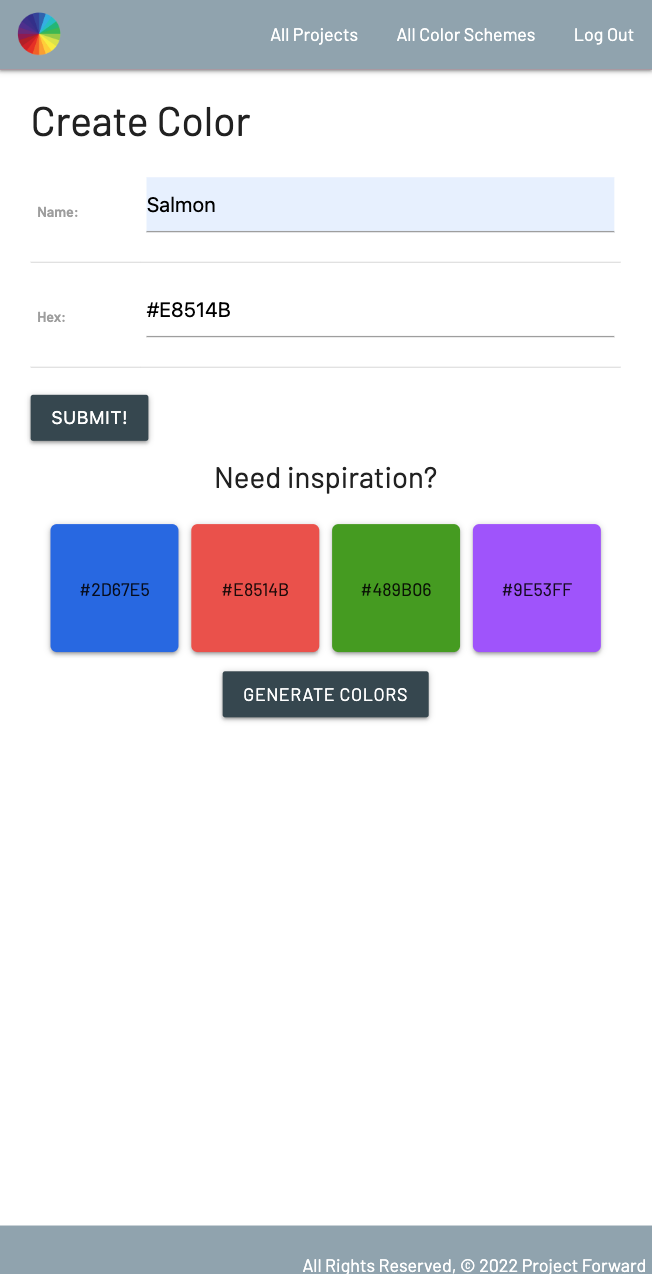 All Projects All Color Schemes Log Out
Create Color
Name: Salmon
Hex: #E8514B
SUBMIT!
Need inspiration?
#2D67E5 #E8514B #489B06 #9E53FF
GENERATE COLORS
All Rights Reserved, © 2022 Project Forward